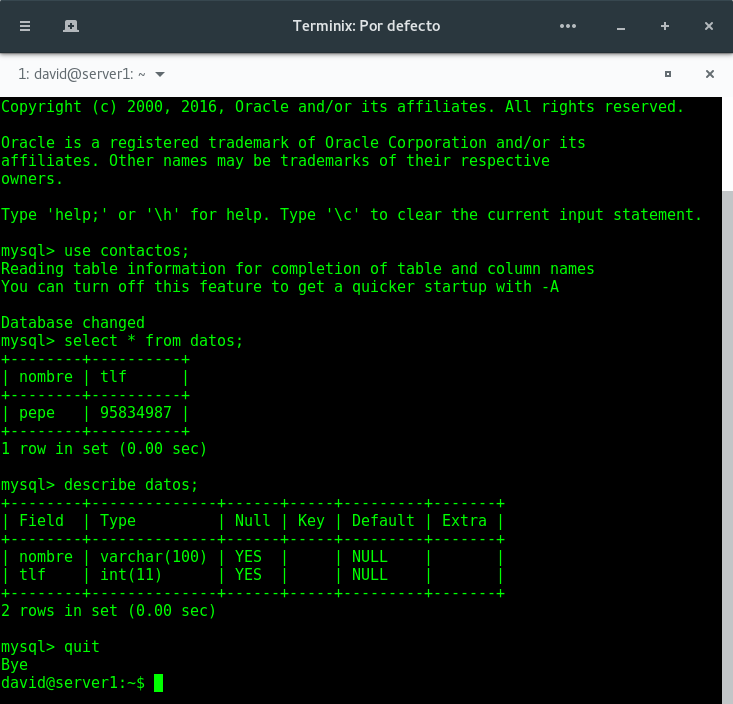 Terminix: Por defecto
1: david@server1: ~
Copyright (c) 2000, 2016, Oracle and/or its affiliates. All rights reserved.
Oracle is a registered trademark of Oracle Corporation and/or its
affiliates. Other names may be trademarks of their respective
owners.
Type 'help;' or '\h' for help. Type '\c' to clear the current input statement.
mysql> use contactos;
Reading table information for completion of table and column names
You can turn off this feature to get a quicker startup with -A
Database changed
mysql> select * from datos;
+--------+----------+
| nombre | tlf      |
+--------+----------+
| pepe   | 95834987 |
+--------+----------+
1 row in set (0.00 sec)
mysql> describe datos;
+--------+--------------+------+-----+---------+-------+
| Field  | Type         | Null | Key | Default | Extra |
+--------+--------------+------+-----+---------+-------+
| nombre | varchar(100) | YES  |     | NULL    |       |
| tlf    | int(11)      | YES  |     | NULL    |       |
+--------+--------------+------+-----+---------+-------+
2 rows in set (0.00 sec)
mysql> quit
Bye
david@server1:~$